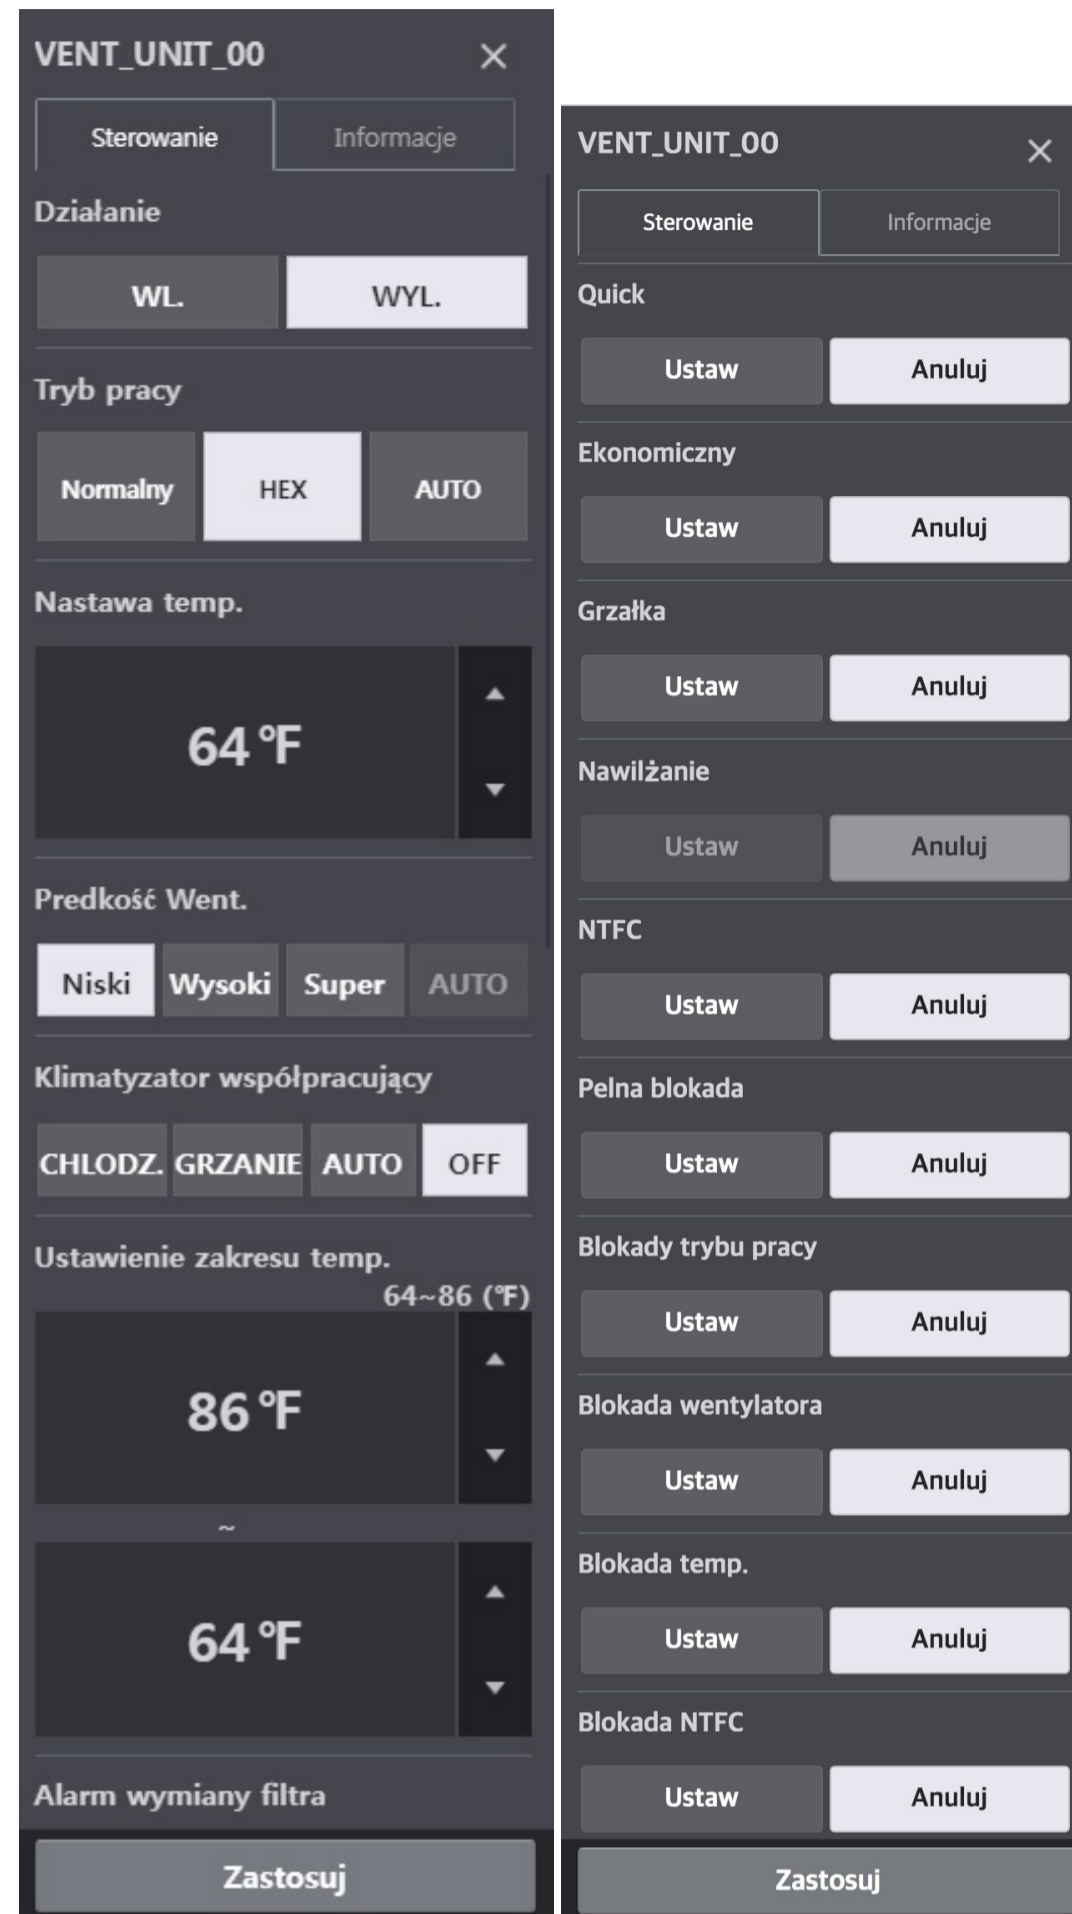 VENT_UNIT_00 ×
Sterowanie Informacje
Działanie
WL. WYL.
Tryb pracy
Normalny HEX AUTO
Nastawa temp.
64°F
Predkość Went.
Niski Wysoki Super AUTO
Klimatyzator współpracujący
CHLODZ. GRZANIE AUTO OFF
Ustawienie zakresu temp.
64~86 (°F)
86°F
~
64°F
Alarm wymiany filtra
Zastosuj
VENT_UNIT_00 ×
Sterowanie Informacje
Quick
Ustaw Anuluj
Ekonomiczny
Ustaw Anuluj
Grzałka
Ustaw Anuluj
Nawilżanie
Ustaw Anuluj
NTFC
Ustaw Anuluj
Pelna blokada
Ustaw Anuluj
Blokady trybu pracy
Ustaw Anuluj
Blokada wentylatora
Ustaw Anuluj
Blokada temp.
Ustaw Anuluj
Blokada NTFC
Ustaw Anuluj
Zastosuj